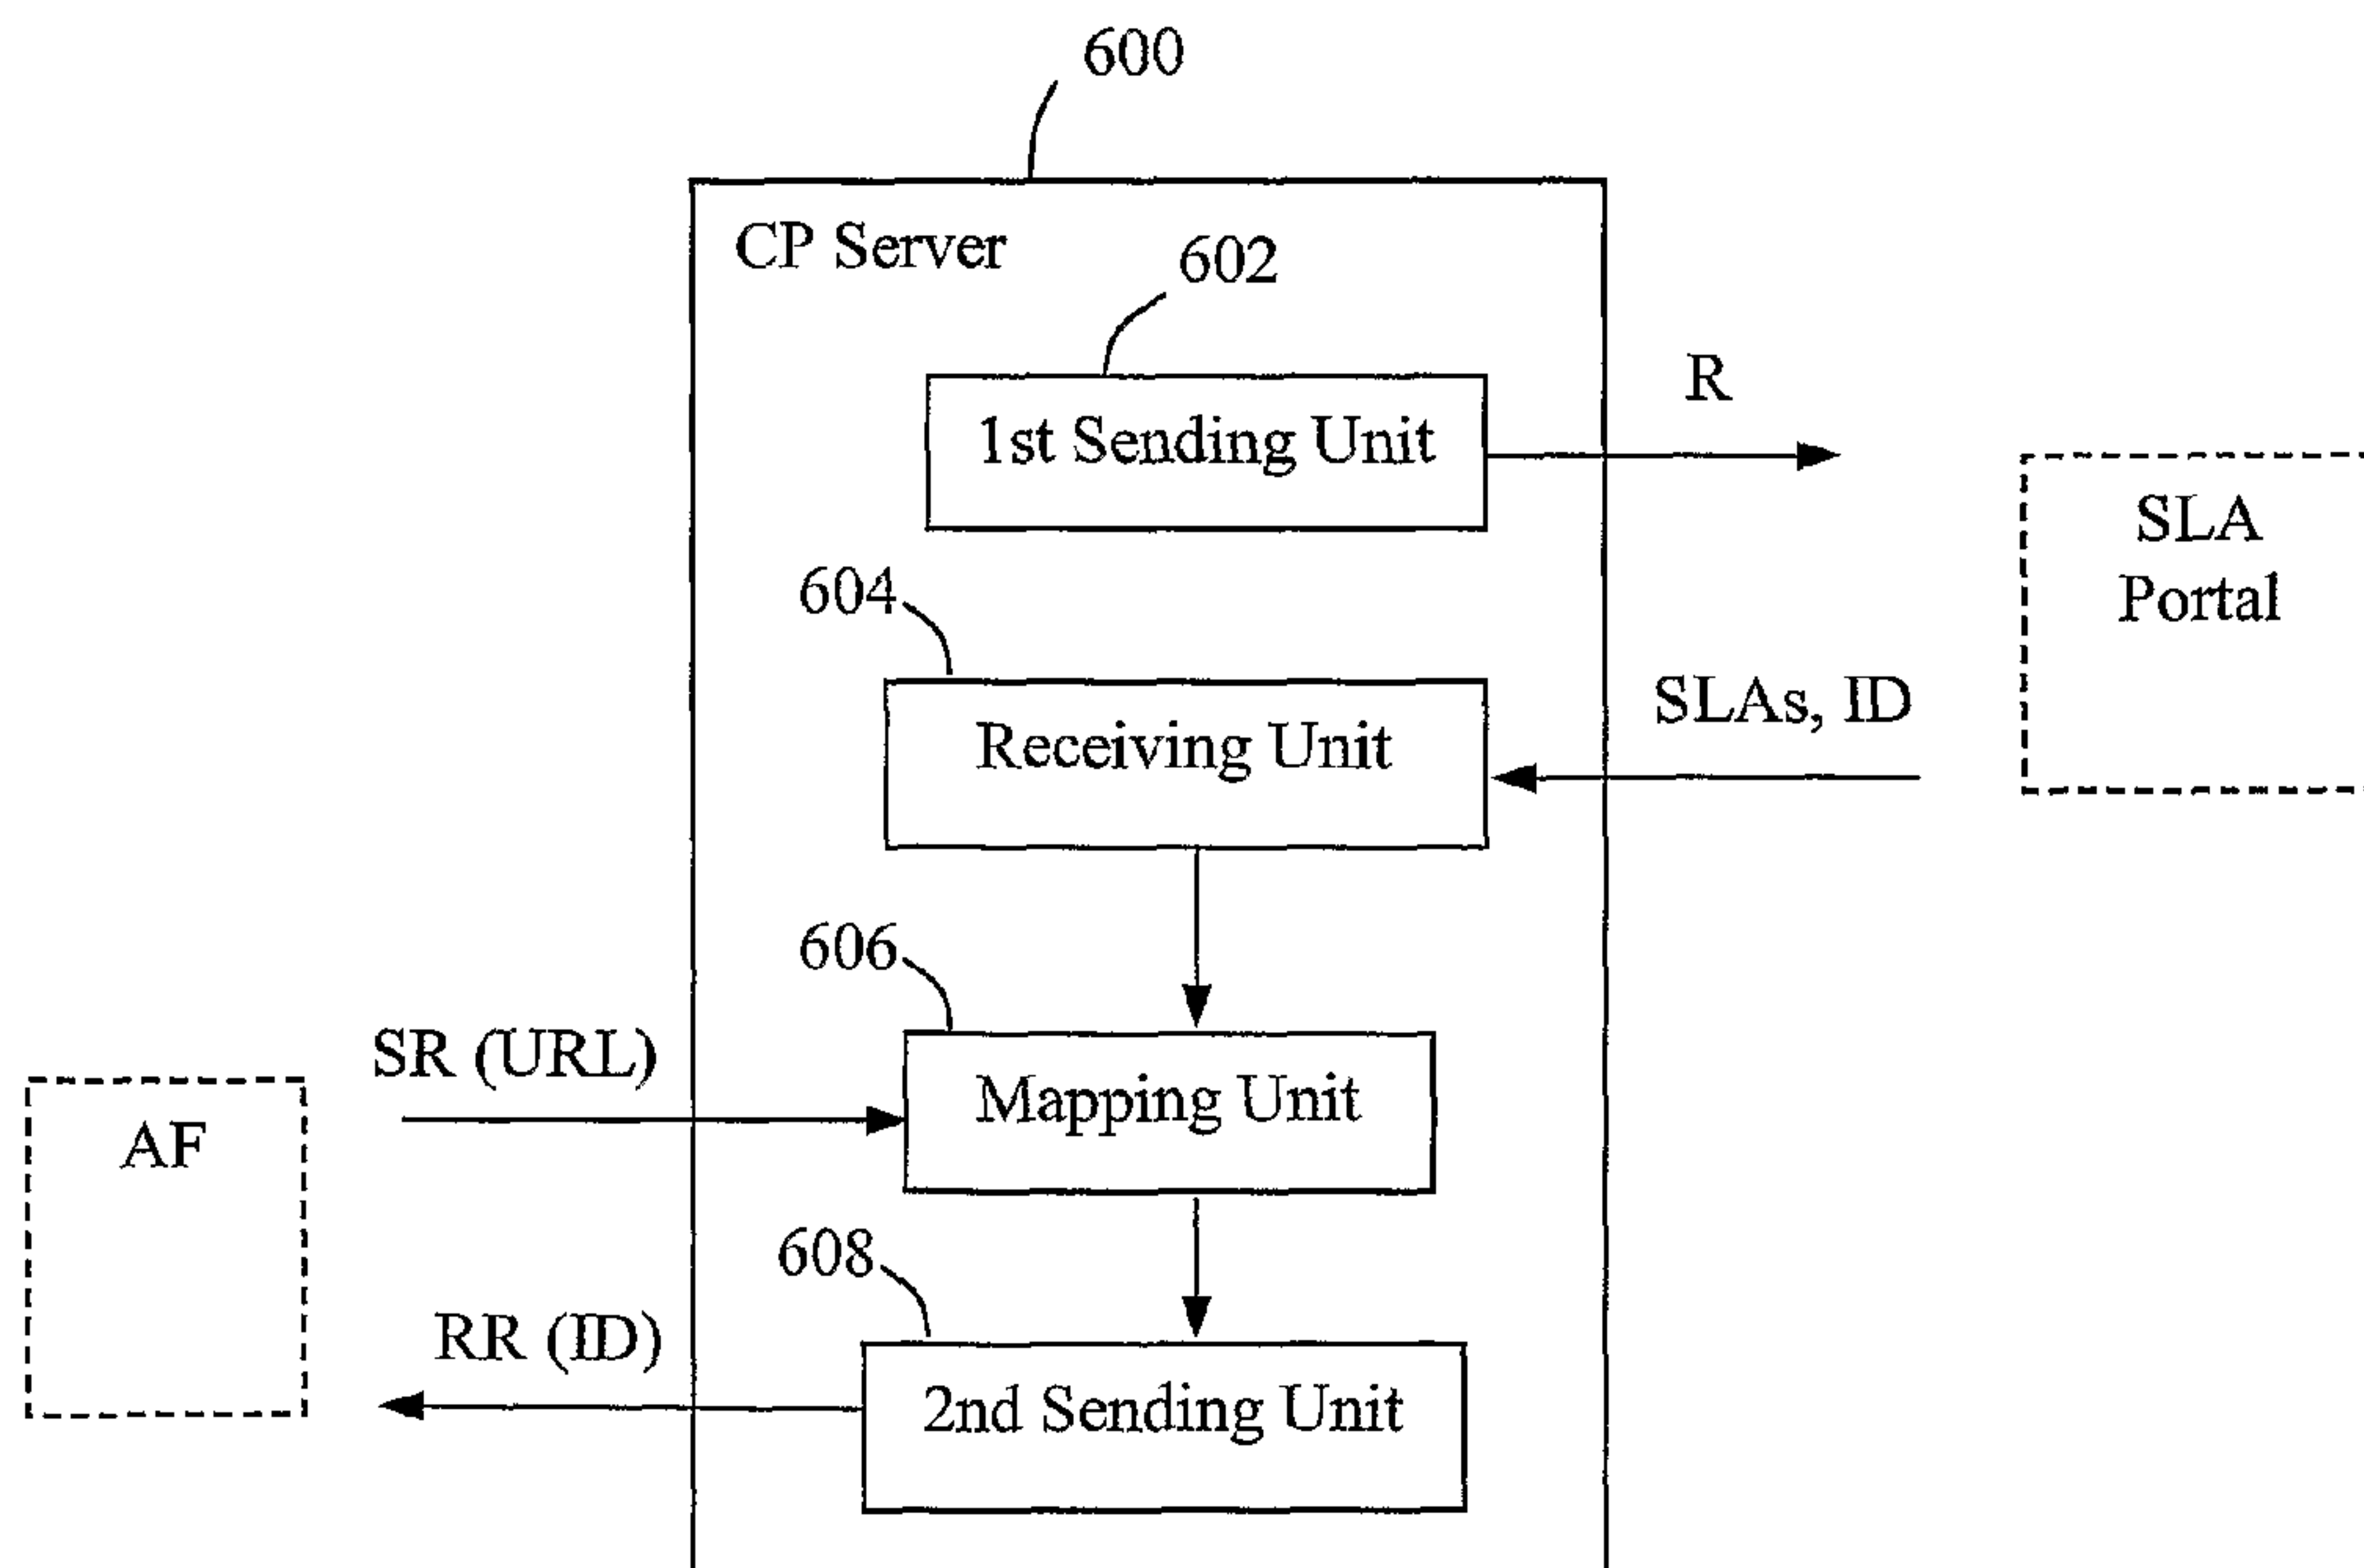 600
CP Server
602
1st Sending Unit
R
SLA
Portal
604
Receiving Unit
SLAs, ID
606
SR (URL)
Mapping Unit
AF
608
RR (ID)
2nd Sending Unit